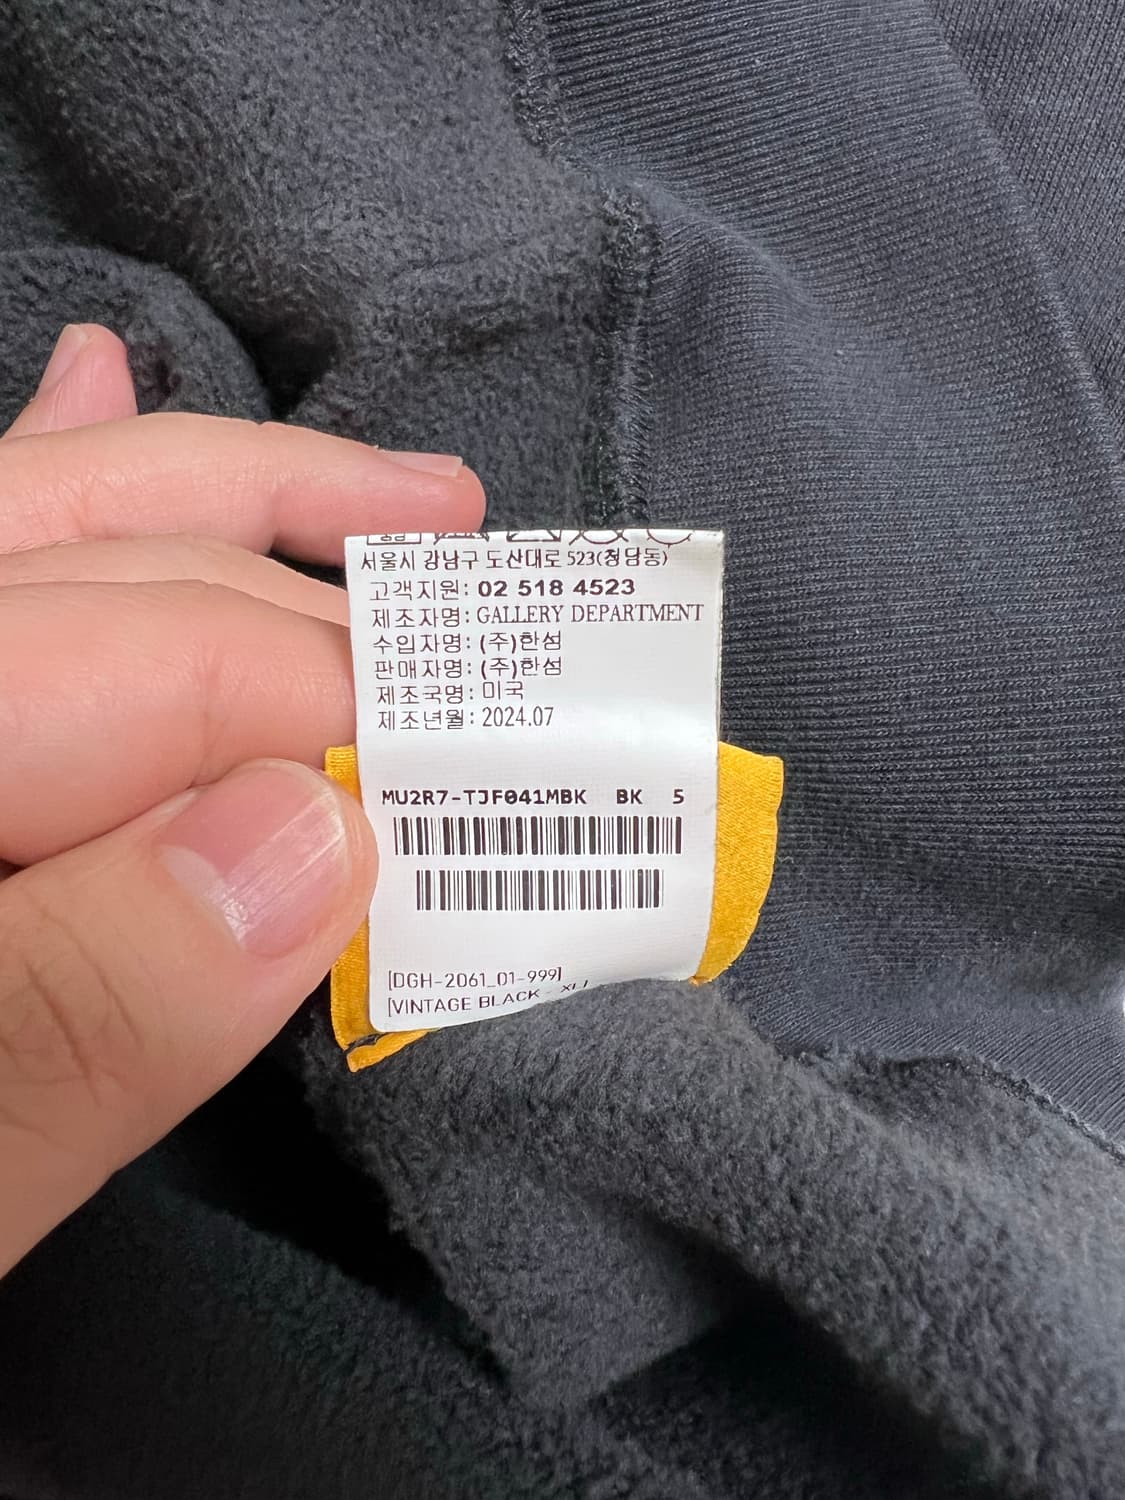 서울시 강남구 도산대로 523(청담동)
고객지원: 02 518 4523
제조자명: GALLERY DEPARTMENT
수입자명: (주)한섬
판매자명: (주)한섬
제조국명: 미국
제조년월: 2024.07
MU2R7-TJF041MBK BK 5
[DGH-2061_01-999]
[VINTAGE BLACK - XL]